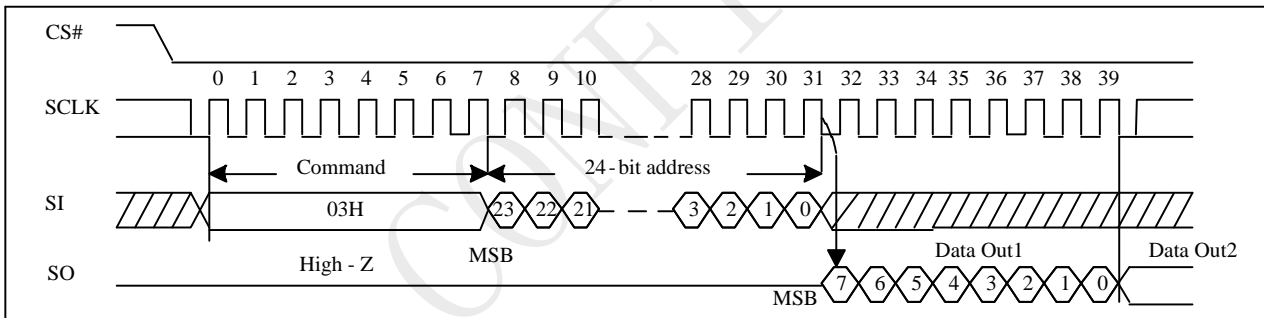 CS#
0 1 2 3 4 5 6 7 8 9 10 28 29 30 31 32 33 34 35 36 37 38 39
SCLK
Command 24-bit address
SI 03H 23 22 21 3 2 1 0
High - Z MSB Data Out1 Data Out2
SO 7 6 5 4 3 2 1 0
MSB